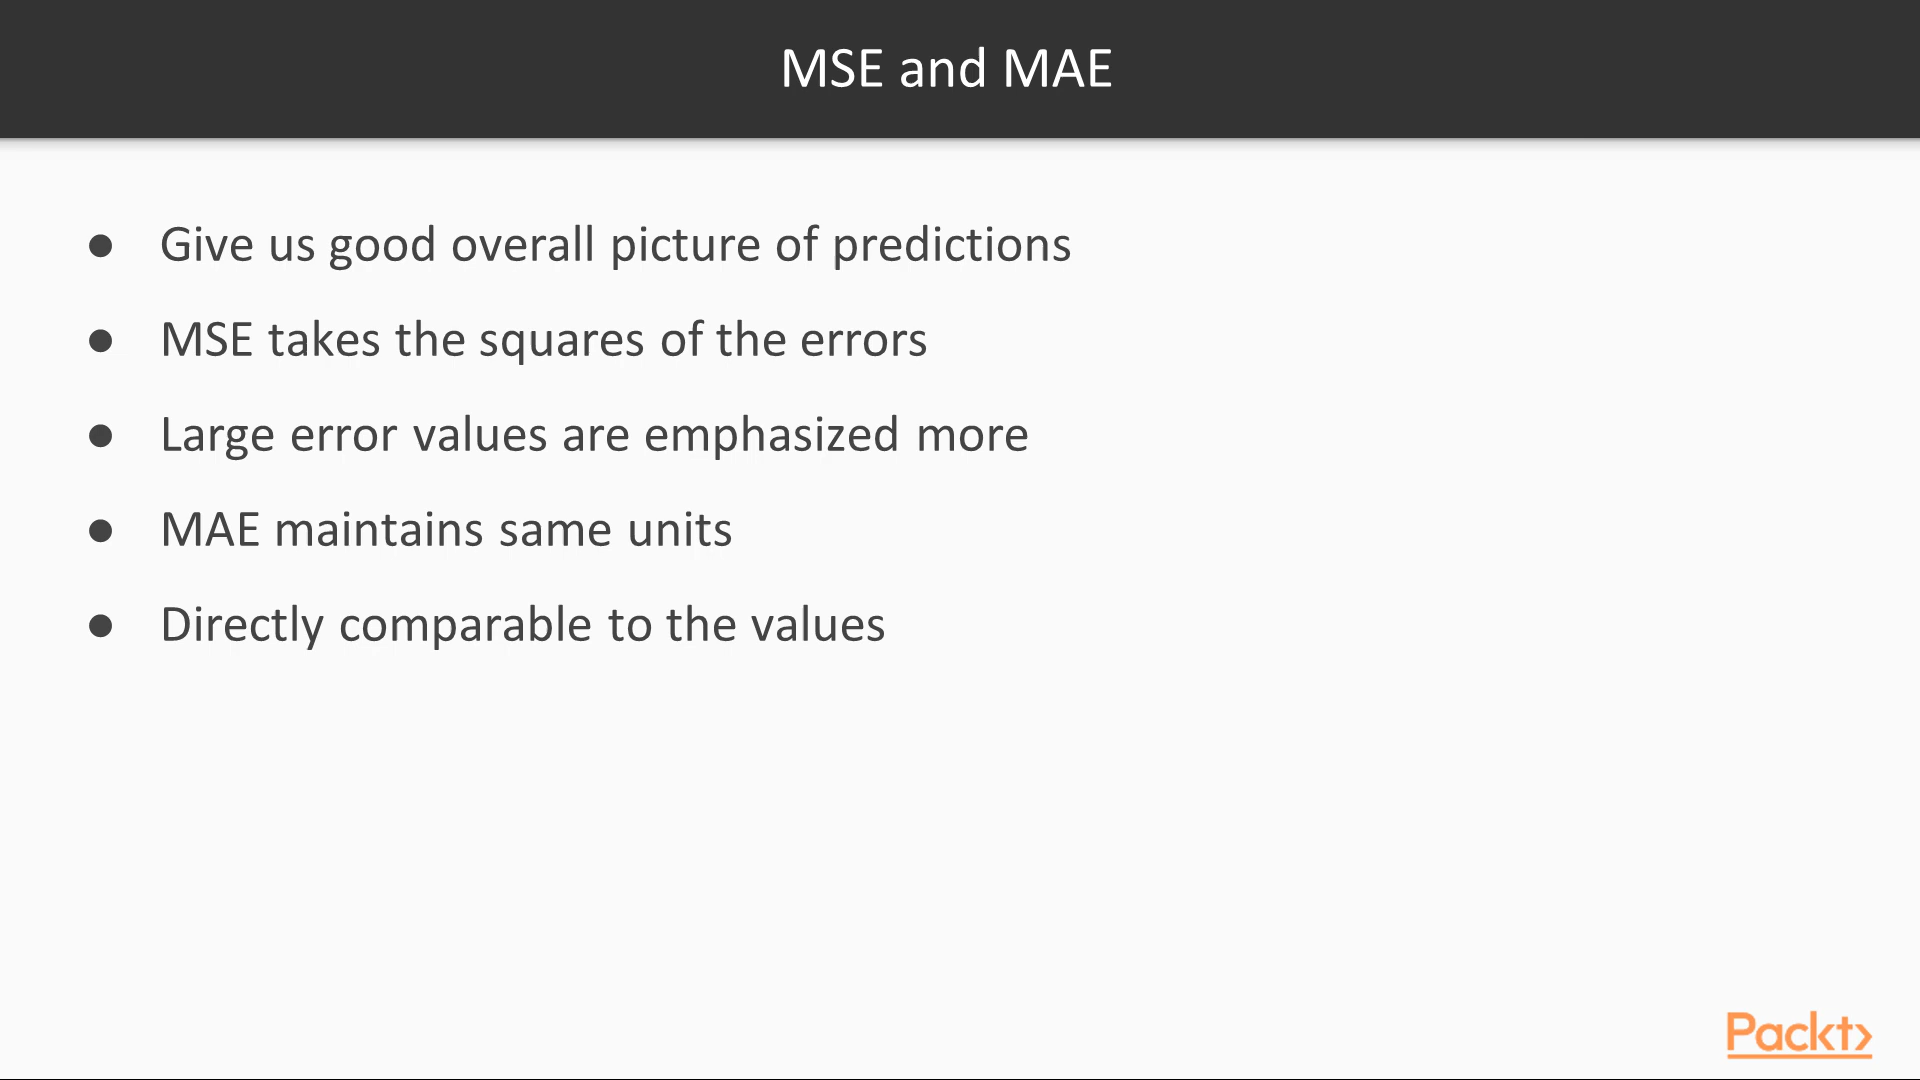 MSE and MAE
● Give us good overall picture of predictions
● MSE takes the squares of the errors
● Large error values are emphasized more
● MAE maintains same units
● Directly comparable to the values
Packt>